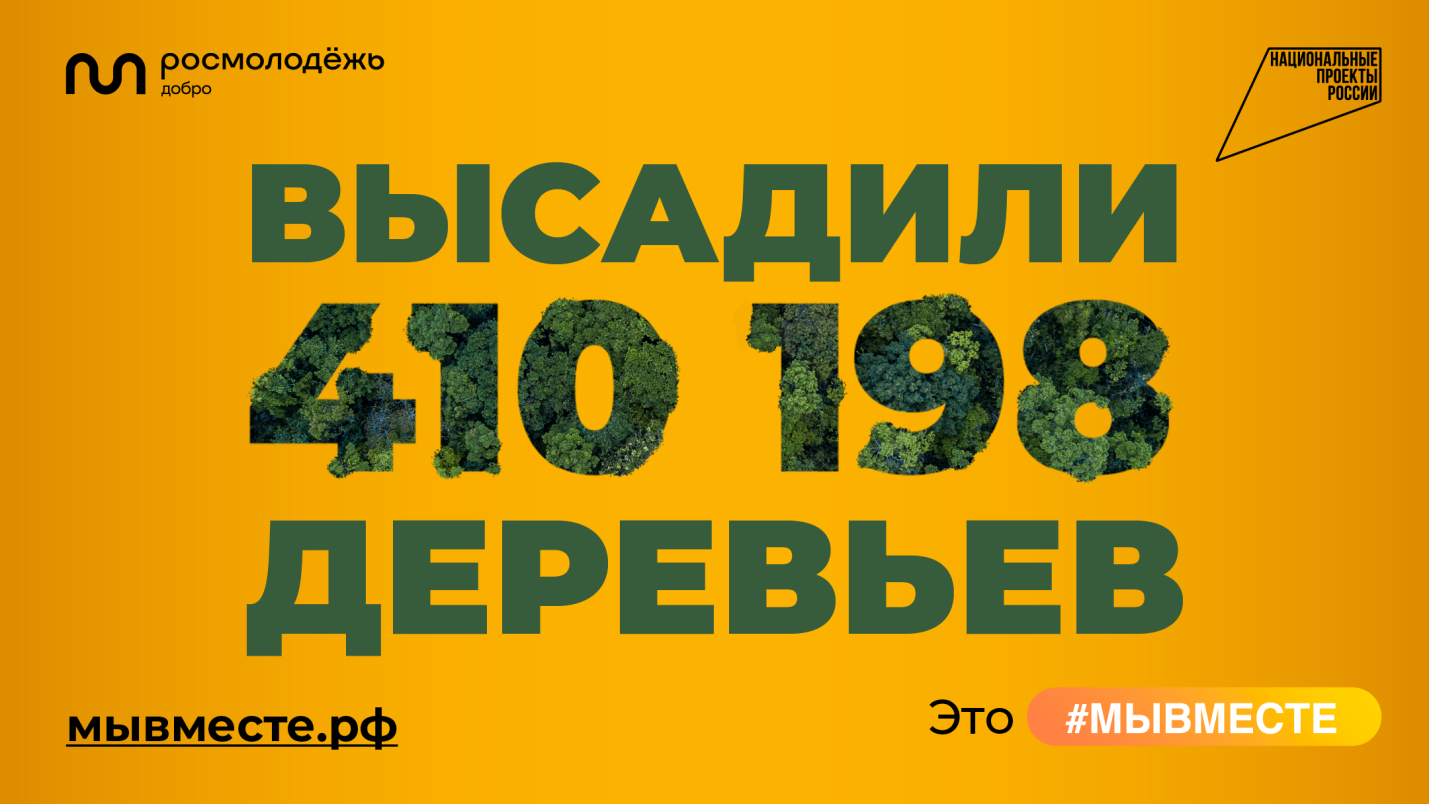 росмолодёжь
добро
НАЦИОНАЛЬНЫЕ
ПРОЕКТЫ
РОССИИ
ВЫСАДИЛИ
410 198
ДЕРЕВЬЕВ
мывместе.рф
Это #МЫВМЕСТЕ